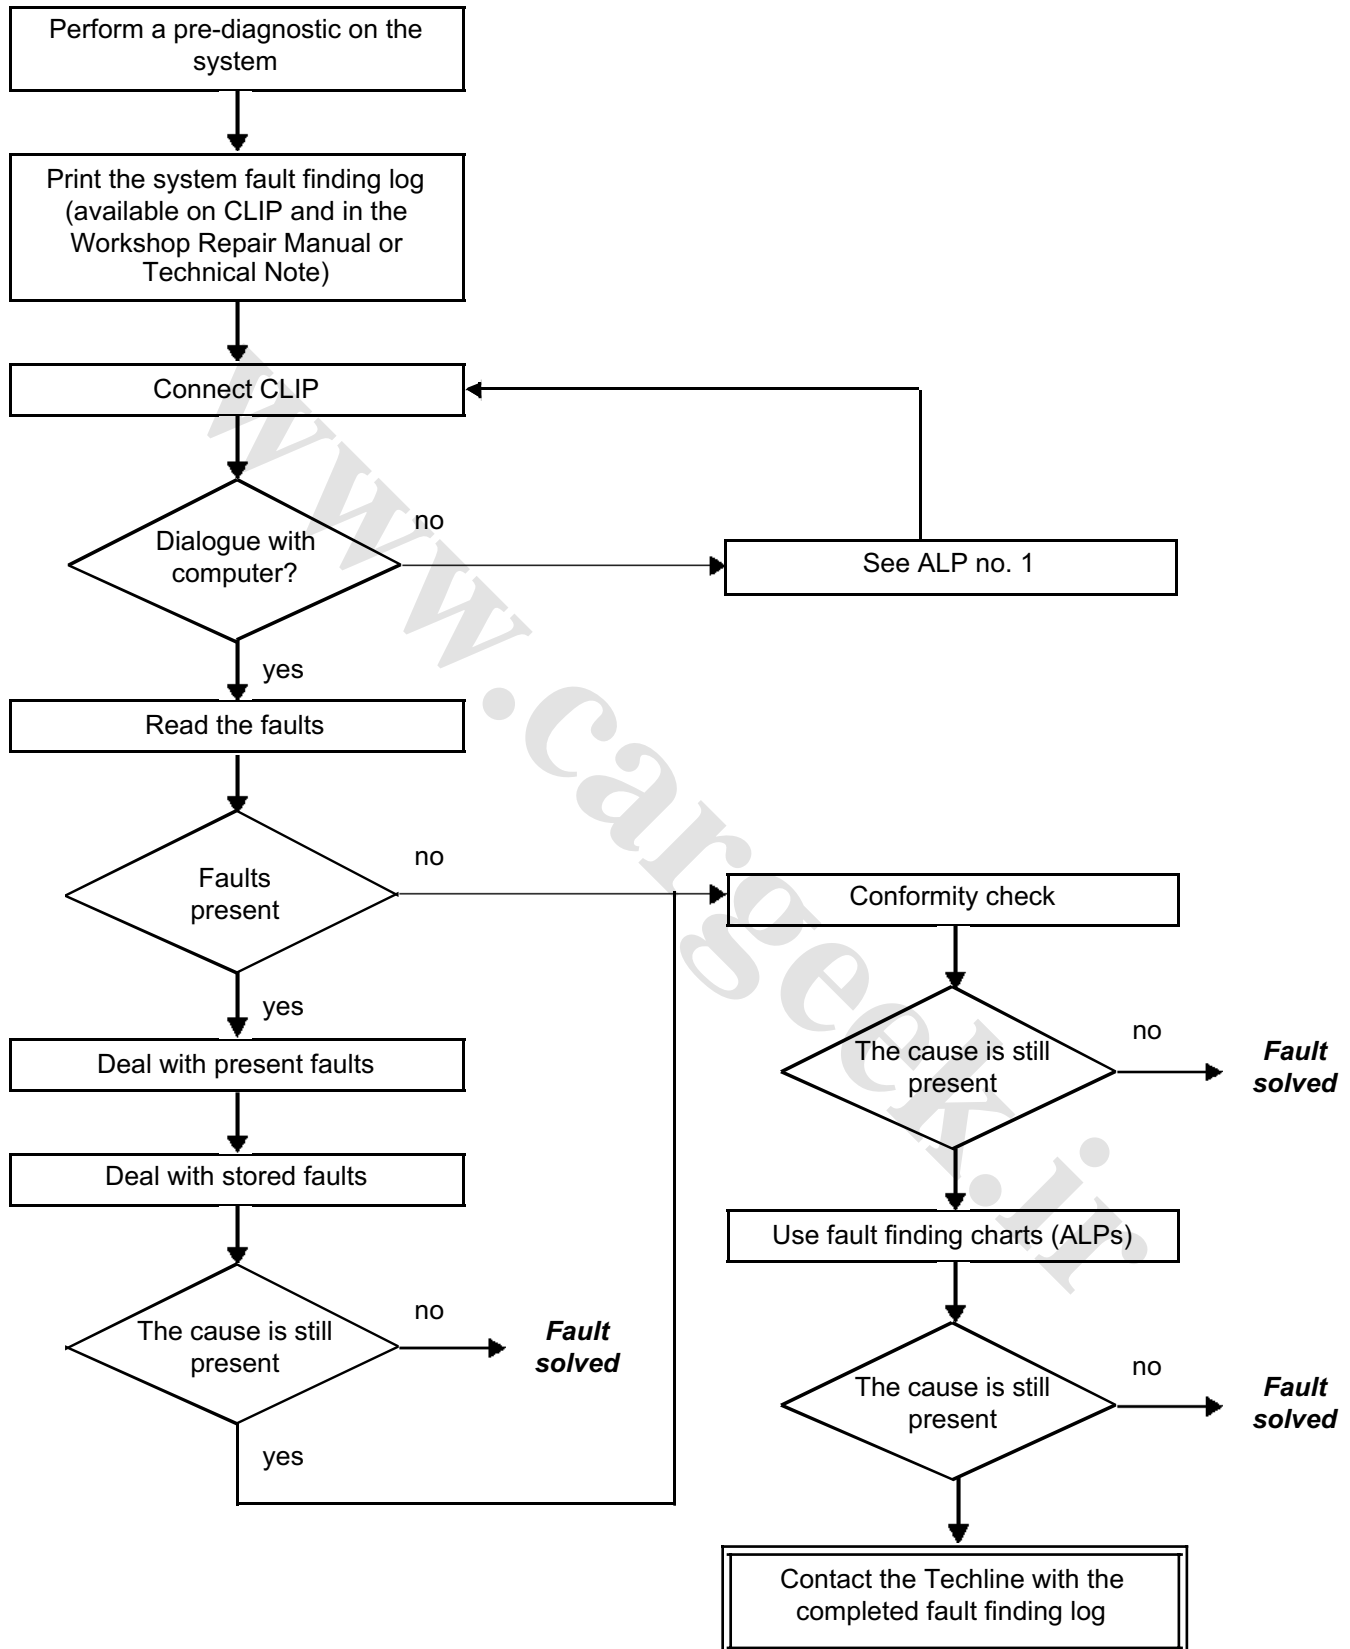 Perform a pre-diagnostic on the
system
Print the system fault finding log
(available on CLIP and in the
Workshop Repair Manual or
Technical Note)
Connect CLIP
Dialogue with
computer?
no
See ALP no. 1
yes
Read the faults
Faults
present
no
Conformity check
yes
Deal with present faults
Deal with stored faults
The cause is still
present
no
Fault
solved
yes
The cause is still
present
no
Fault
solved
Use fault finding charts (ALPs)
The cause is still
present
no
Fault
solved
Contact the Techline with the
completed fault finding log
www.cargeek.ir